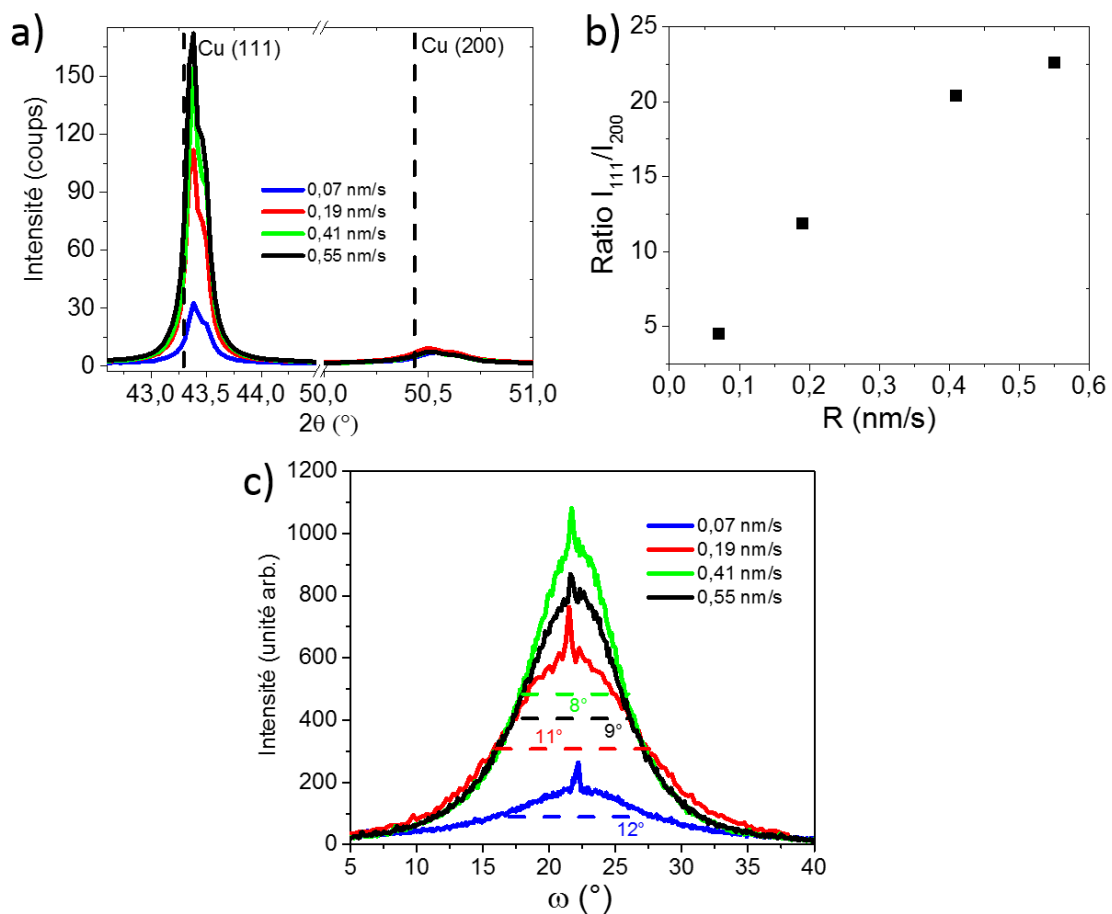 a)
Cu (111)
Cu (200)
150
120
90
60
30
0
Intensité (coups)
0,07 nm/s
0,19 nm/s
0,41 nm/s
0,55 nm/s
43,0 43,5 44,0 50,0 50,5 51,0
2θ (°)
b)
25
20
15
10
5
Ratio I111/I200
0,0 0,1 0,2 0,3 0,4 0,5 0,6
R (nm/s)
c)
1200
1000
800
600
400
200
0
Intensité (unité arb.)
0,07 nm/s
0,19 nm/s
0,41 nm/s
0,55 nm/s
8°
9°
11°
12°
5 10 15 20 25 30 35 40
ω (°)